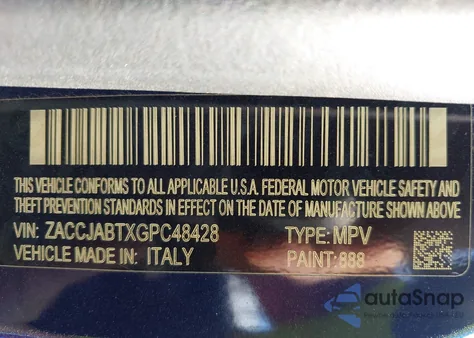 THIS VEHICLE CONFORMS TO ALL APPLICABLE U.S.A. FEDERAL MOTOR VEHICLE SAFETY AND
THEFT PREVENTION STANDARDS IN EFFECT ON THE DATE OF MANUFACTURE SHOWN ABOVE
VIN: ZACCJABTXGPC48428 TYPE: MPV
VEHICLE MADE IN: ITALY PAINT: 888
autaSnap